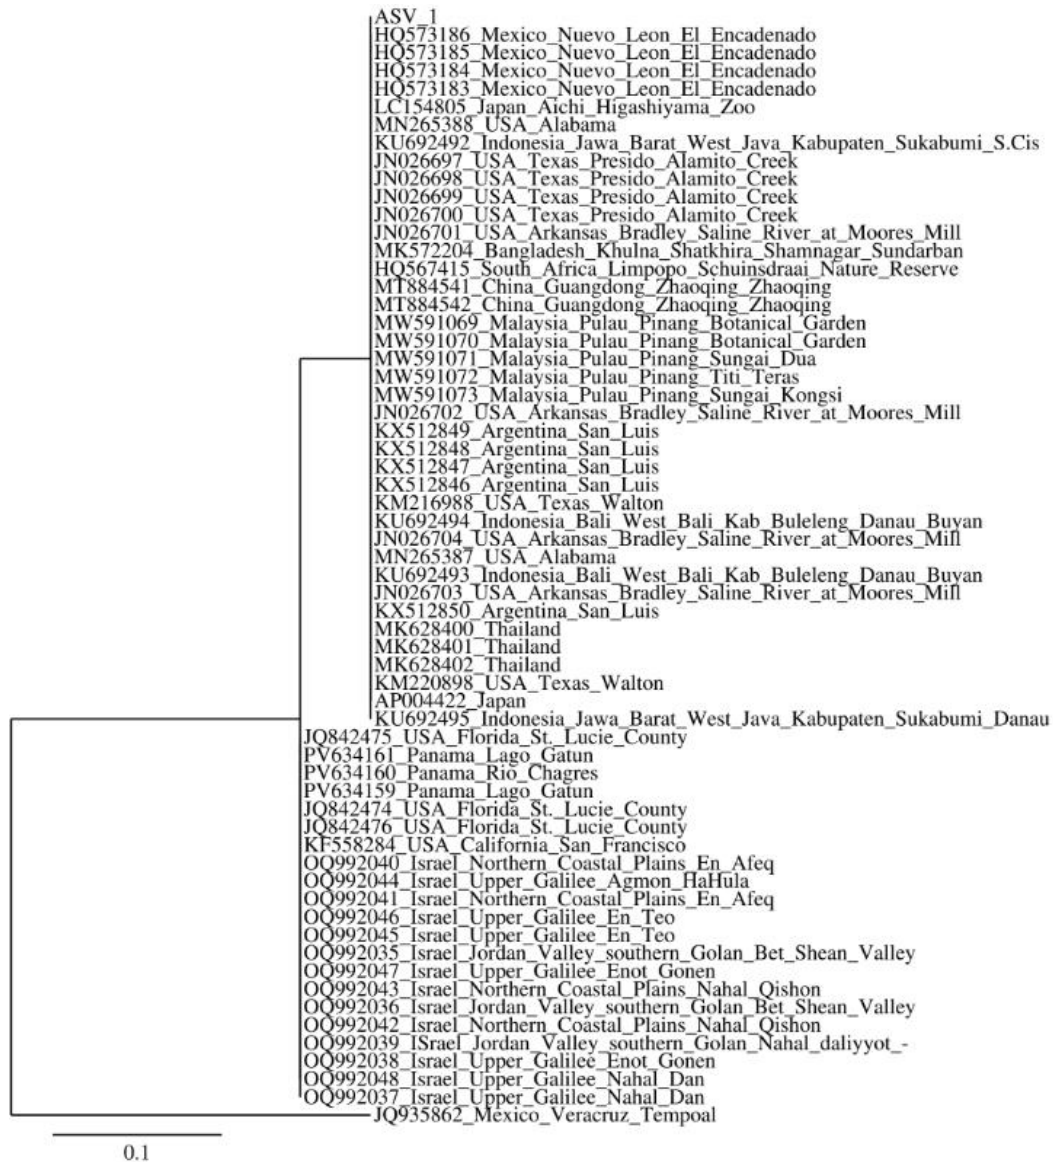 ASV_1
HQ573186_Mexico_Nuevo_Leon_El_Encadenado
HQ573185_Mexico_Nuevo_Leon_El_Encadenado
HQ573184_Mexico_Nuevo_Leon_El_Encadenado
HQ573183_Mexico_Nuevo_Leon_El_Encadenado
LC154805_Japan_Aichi_Higashiyama_Zoo
MN265388_USA_Alabama
KU692492_Indonesia_Jawa_Barat_West_Java_Kabupaten_Sukabumi_S.Cis
JN026697_USA_Texas_Presido_Alamito_Creek
JN026698_USA_Texas_Presido_Alamito_Creek
JN026699_USA_Texas_Presido_Alamito_Creek
JN026700_USA_Texas_Presido_Alamito_Creek
JN026701_USA_Arkansas_Bradley_Saline_River_at_Moores_Mill
MK572204_Bangladesh_Khulna_Shatkhira_Shamnagar_Sundarban
HQ567415_South_Africa_Limpopo_Schuinsdraai_Nature_Reserve
MT884541_China_Guangdong_Zhaoqing_Zhaoqing
MT884542_China_Guangdong_Zhaoqing_Zhaoqing
MW591069_Malaysia_Pulau_Pinang_Botanical_Garden
MW591070_Malaysia_Pulau_Pinang_Botanical_Garden
MW591071_Malaysia_Pulau_Pinang_Sungai_Dua
MW591072_Malaysia_Pulau_Pinang_Titi_Teras
MW591073_Malaysia_Pulau_Pinang_Sungai_Kongsi
JN026702_USA_Arkansas_Bradley_Saline_River_at_Moores_Mill
KX512849_Argentina_San_Luis
KX512848_Argentina_San_Luis
KX512847_Argentina_San_Luis
KX512846_Argentina_San_Luis
KM216988_USA_Texas_Walton
KU692494_Indonesia_Bali_West_Bali_Kab_Buleleng_Danau_Buyan
JN026704_USA_Arkansas_Bradley_Saline_River_at_Moores_Mill
MN265387_USA_Alabama
KU692493_Indonesia_Bali_West_Bali_Kab_Buleleng_Danau_Buyan
JN026703_USA_Arkansas_Bradley_Saline_River_at_Moores_Mill
KX512850_Argentina_San_Luis
MK628400_Thailand
MK628401_Thailand
MK628402_Thailand
KM220898_USA_Texas_Walton
AP004422_Japan
KU692495_Indonesia_Jawa_Barat_West_Java_Kabupaten_Sukabumi_Danau
JQ842475_USA_Florida_St._Lucie_County
PV634161_Panama_Lago_Gatun
PV634160_Panama_Rio_Chagres
PV634159_Panama_Lago_Gatun
JQ842474_USA_Florida_St._Lucie_County
JQ842476_USA_Florida_St._Lucie_County
KF558284_USA_California_San_Francisco
OQ992040_Israel_Northern_Coastal_Plains_En_Afeq
OQ992044_Israel_Upper_Galilee_Agmon_HaHula
OQ992041_Israel_Northern_Coastal_Plains_En_Afeq
OQ992046_Israel_Upper_Galilee_En_Teo
OQ992045_Israel_Upper_Galilee_En_Teo
OQ992035_Israel_Jordan_Valley_southern_Golan_Bet_Shean_Valley
OQ992047_Israel_Upper_Galilee_Enot_Gonen
OQ992043_Israel_Northern_Coastal_Plains_Nahal_Qishon
OQ992036_Israel_Jordan_Valley_southern_Golan_Bet_Shean_Valley
OQ992042_Israel_Northern_Coastal_Plains_Nahal_Qishon
OQ992039_ISrael_Jordan_Valley_southern_Golan_Nahal_daliyyot_-
OQ992038_Israel_Upper_Galilee_Enot_Gonen
OQ992048_Israel_Upper_Galilee_Nahal_Dan
OQ992037_Israel_Upper_Galilee_Nahal_Dan
JQ935862_Mexico_Veracruz_Tempoal
0.1